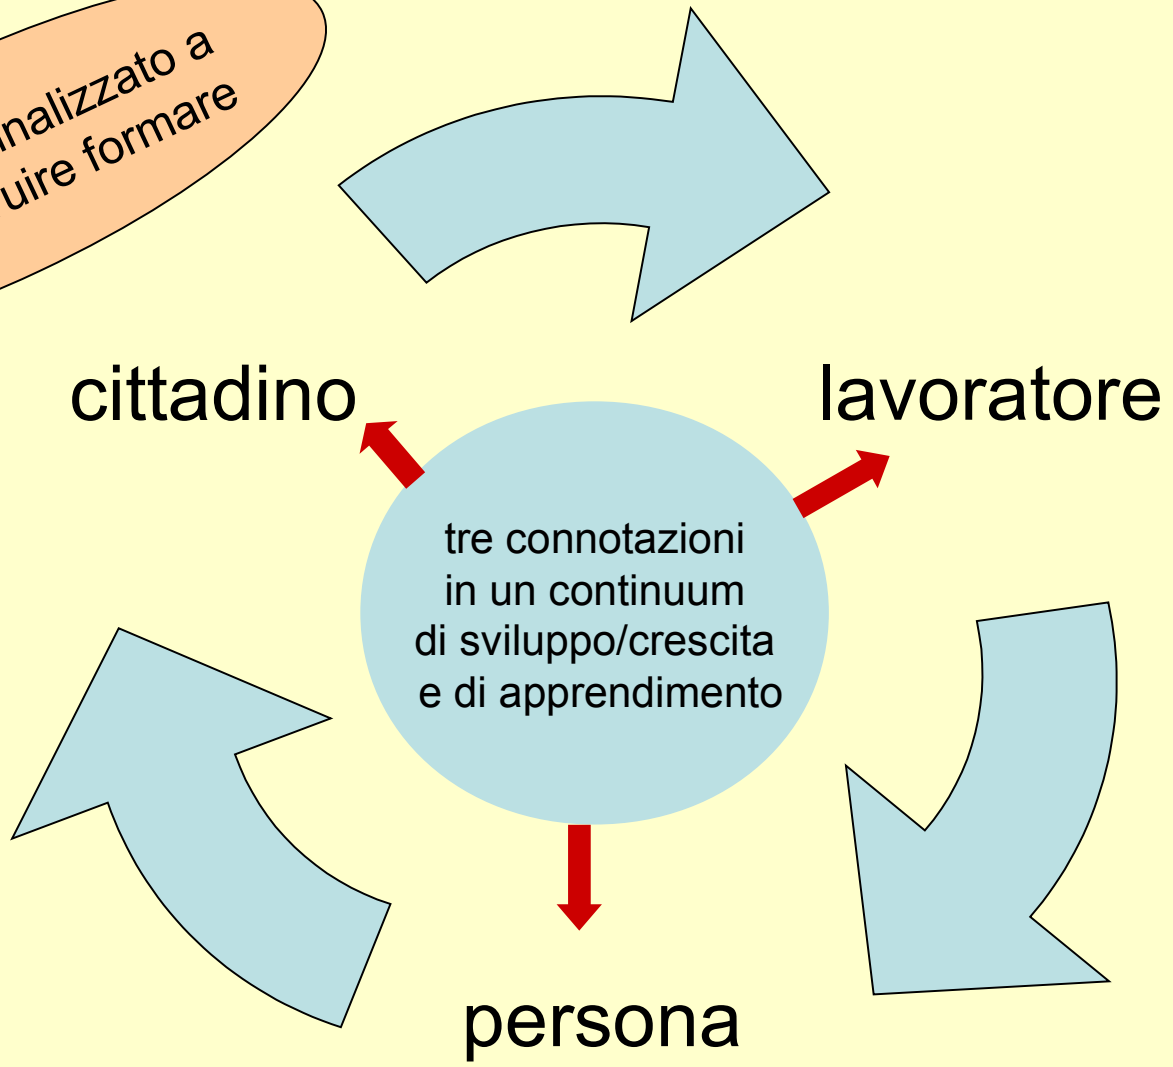 nalizzato a
uire formare
cittadino
lavoratore
tre connotazioni
in un continuum
di sviluppo/crescita
e di apprendimento
persona